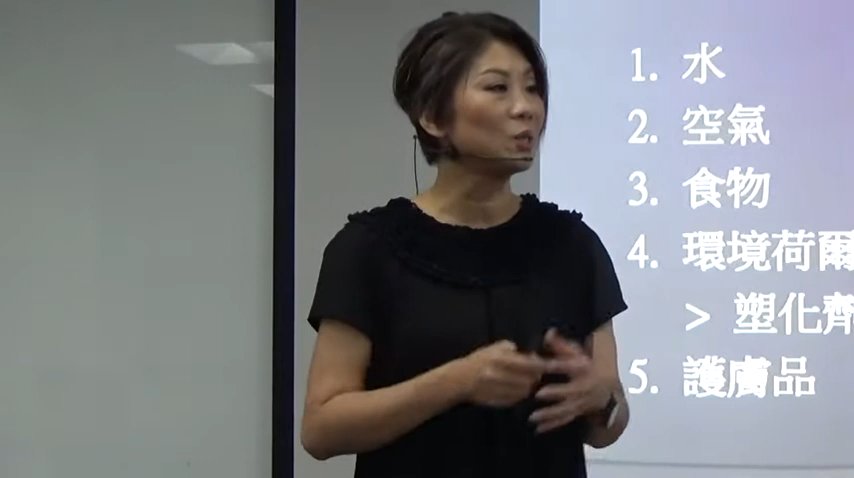 1. 水
2. 空氣
3. 食物
4. 環境荷爾
> 塑化劑
5. 護膚品